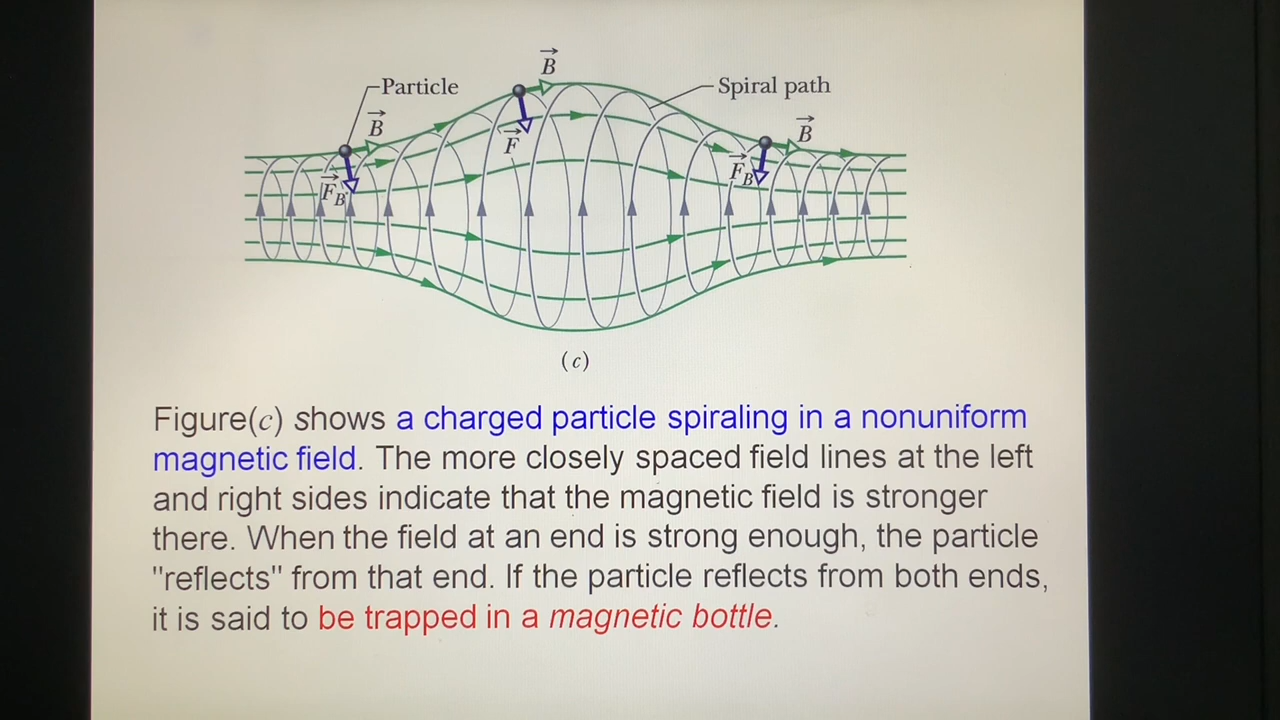 B
Particle
Spiral path
B
B
F
F_B
F_B
(c)
Figure(c) shows a charged particle spiraling in a nonuniform
magnetic field. The more closely spaced field lines at the left
and right sides indicate that the magnetic field is stronger
there. When the field at an end is strong enough, the particle
"reflects" from that end. If the particle reflects from both ends,
it is said to be trapped in a magnetic bottle.